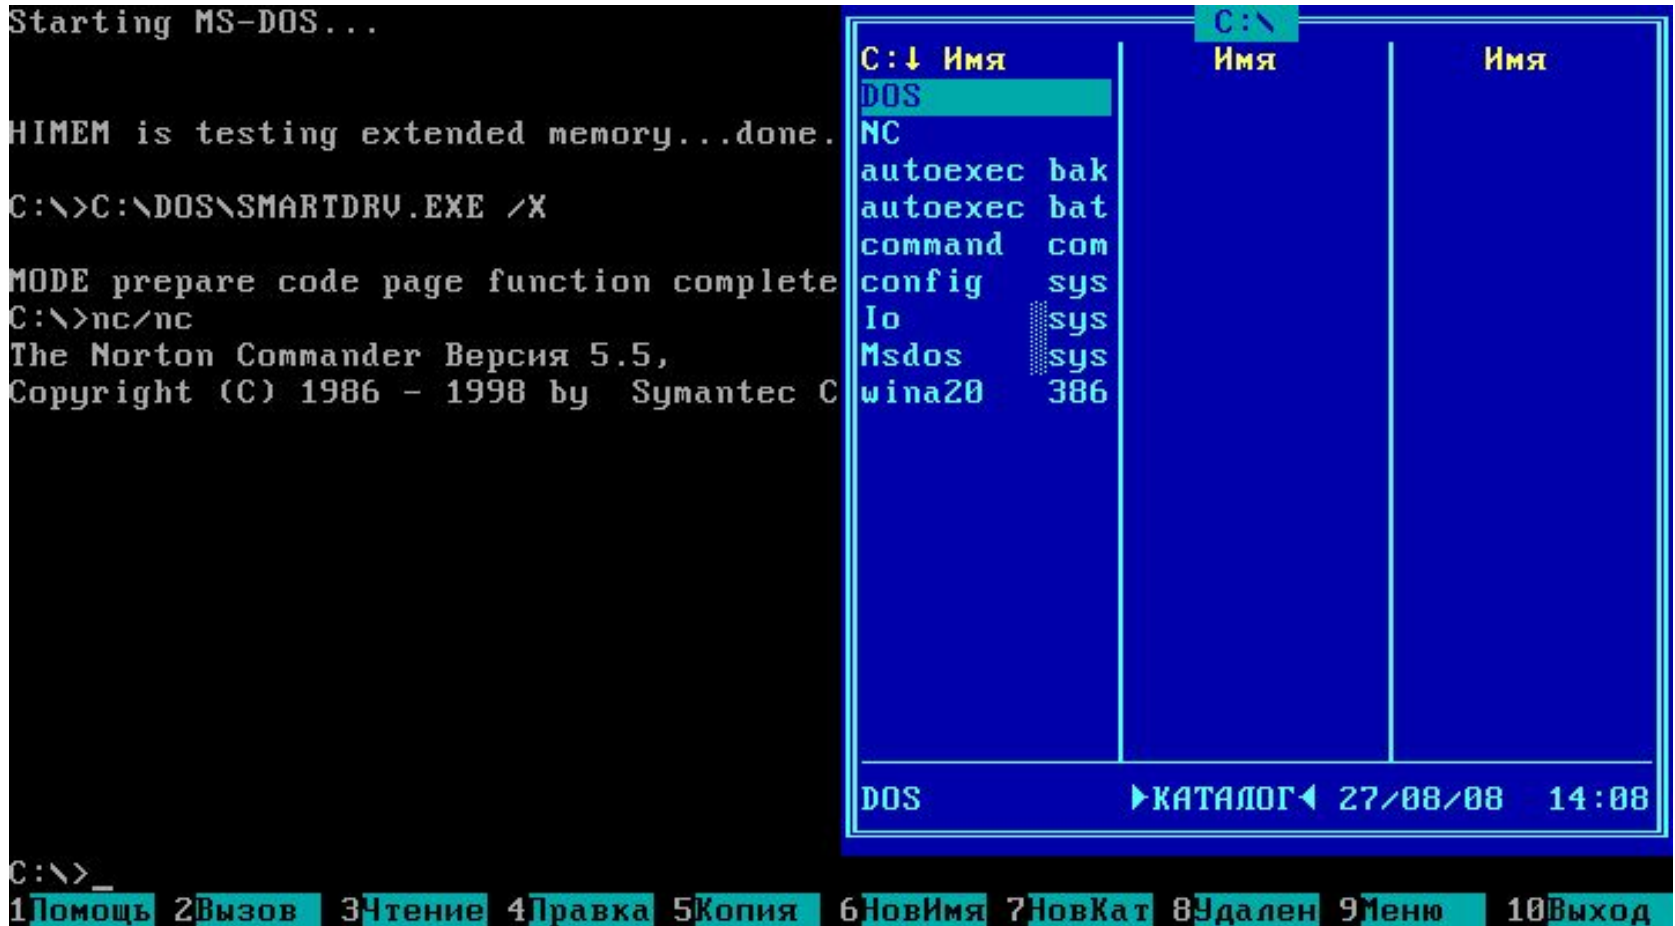 Starting MS-DOS...
HIMEM is testing extended memory...done.
C:\>C:\DOS\SMARTDRV.EXE /X
MODE prepare code page function complete
C:\>nc/nc
The Norton Commander Версия 5.5,
Copyright (C) 1986 - 1998 by  Symantec C
C:\>_
C:\
C:↓ Имя Имя Имя
DOS
NC
autoexec bak
autoexec bat
command com
config sys
Io ░sys
Msdos ░sys
wina20 386
DOS ►КАТАЛОГ◄ 27/08/08 14:08
1Помощь 2Вызов 3Чтение 4Правка 5Копия 6НовИмя 7НовКат 8Удален 9Меню 10Выход